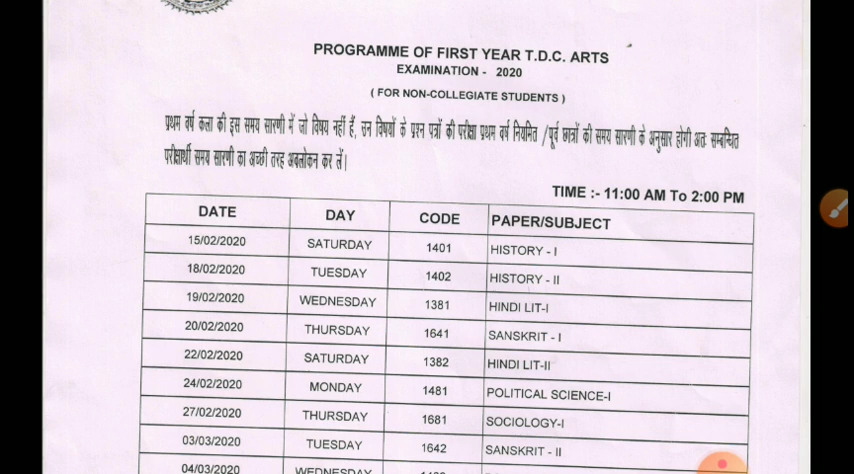 PROGRAMME OF FIRST YEAR T.D.C. ARTS
EXAMINATION - 2020
( FOR NON-COLLEGIATE STUDENTS )
प्रथम वर्ष कला की इस समय सारणी में जो विषय नहीं हैं, उन विषयों के प्रश्न पत्रों की परीक्षा प्रथम वर्ष नियमित /पूर्व छात्रों की समय सारणी के अनुसार होगी अतः सम्बन्धित
परीक्षार्थी समय सारणी का अच्छी तरह अवलोकन कर लें।
TIME :- 11:00 AM To 2:00 PM
DATE DAY CODE PAPER/SUBJECT
15/02/2020 SATURDAY 1401 HISTORY - I
18/02/2020 TUESDAY 1402 HISTORY - II
19/02/2020 WEDNESDAY 1381 HINDI LIT-I
20/02/2020 THURSDAY 1641 SANSKRIT - I
22/02/2020 SATURDAY 1382 HINDI LIT-II
24/02/2020 MONDAY 1481 POLITICAL SCIENCE-I
27/02/2020 THURSDAY 1681 SOCIOLOGY-I
03/03/2020 TUESDAY 1642 SANSKRIT - II
04/03/2020 WEDNESDAY